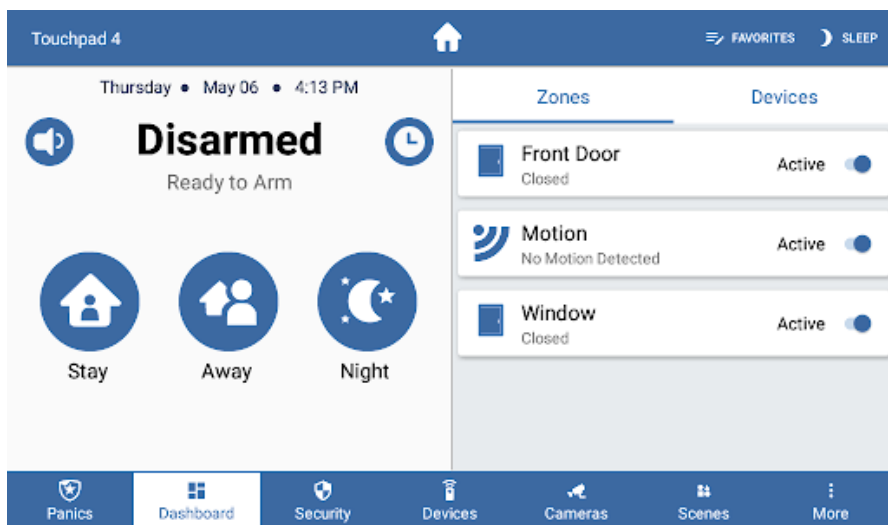 Touchpad 4
FAVORITES
SLEEP
Thursday • May 06 • 4:13 PM
Disarmed
Ready to Arm
Stay
Away
Night
Zones
Devices
Front Door
Closed
Active
Motion
No Motion Detected
Active
Window
Closed
Active
Panics
Dashboard
Security
Devices
Cameras
Scenes
More